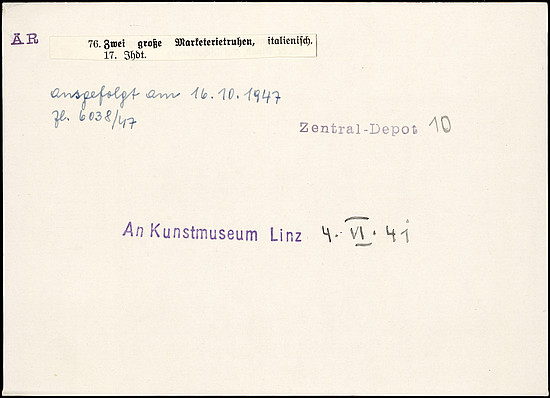 AR
76. Zwei große Marketerietruhen, italienisch.
17. Jhdt.
ausgefolgt am 16.10.1947
Zl. 6038/47
Zentral-Depot 10
An Kunstmuseum Linz 4. VI. 41